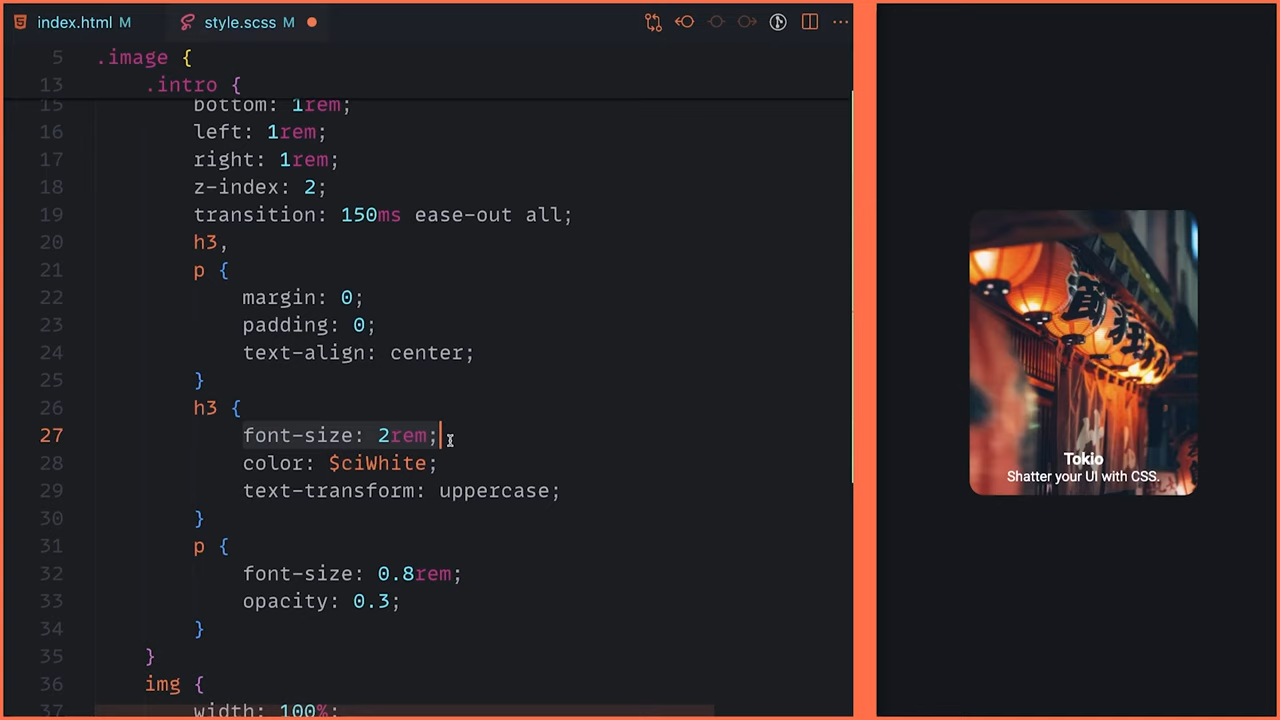 index.html M
style.scss M
5 .image {
13 .intro {
15 bottom: 1rem;
16 left: 1rem;
17 right: 1rem;
18 z-index: 2;
19 transition: 150ms ease-out all;
20 h3,
21 p {
22 margin: 0;
23 padding: 0;
24 text-align: center;
25 }
26 h3 {
27 font-size: 2rem;
28 color: $ciWhite;
29 text-transform: uppercase;
30 }
31 p {
32 font-size: 0.8rem;
33 opacity: 0.3;
34 }
35 }
36 img {
37 width: 100%;
Tokio
Shatter your UI with CSS.